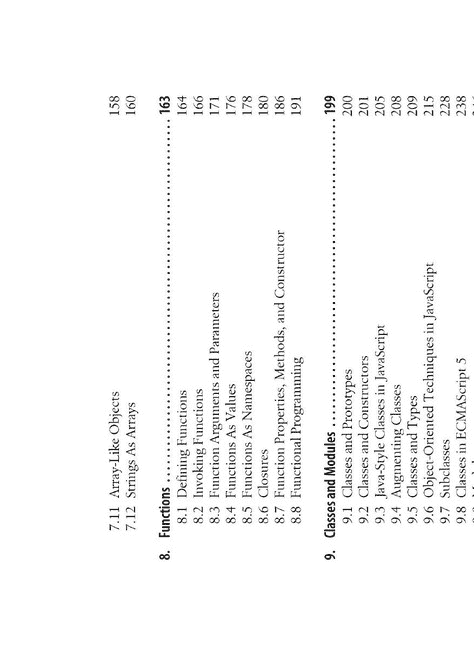 7.11 Array-Like Objects 158
7.12 Strings As Arrays 160
8. Functions ........................................................... 163
8.1 Defining Functions 164
8.2 Invoking Functions 166
8.3 Function Arguments and Parameters 171
8.4 Functions As Values 176
8.5 Functions As Namespaces 178
8.6 Closures 180
8.7 Function Properties, Methods, and Constructor 186
8.8 Functional Programming 191
9. Classes and Modules ................................................ 199
9.1 Classes and Prototypes 200
9.2 Classes and Constructors 201
9.3 Java-Style Classes in JavaScript 205
9.4 Augmenting Classes 208
9.5 Classes and Types 209
9.6 Object-Oriented Techniques in JavaScript 215
9.7 Subclasses 228
9.8 Classes in ECMAScript 5 238